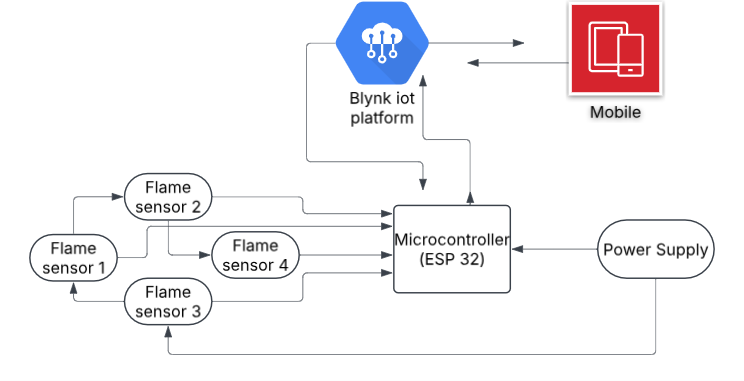 Blynk iot
platform
Mobile
Flame
sensor 2
Flame
sensor 1
Flame
sensor 4
Flame
sensor 3
Microcontroller
(ESP 32)
Power Supply